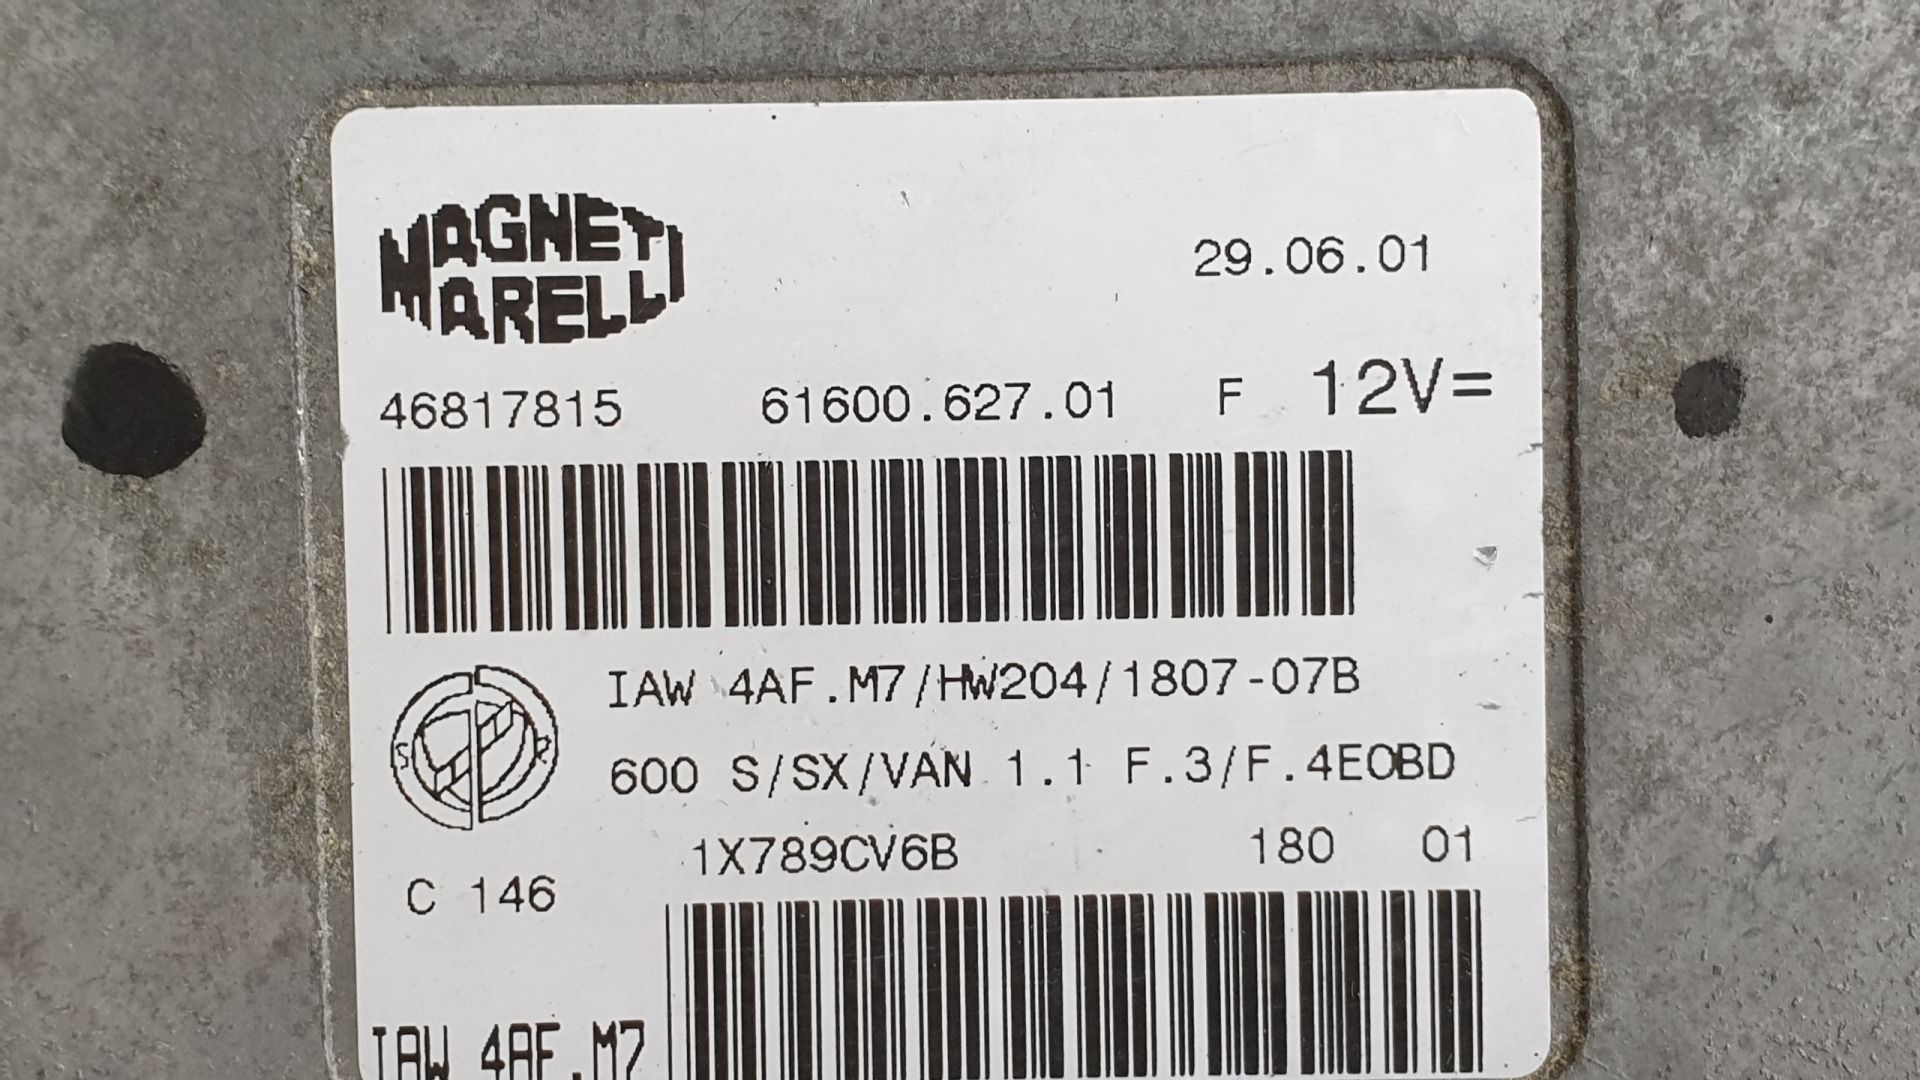 MAGNETI
MARELLI
29.06.01
46817815 61600.627.01 F 12V=
IAW 4AF.M7/HW204/1807-07B
S R
600 S/SX/VAN 1.1 F.3/F.4EOBD
1X789CV6B 180 01
C 146
IAW 4AF.M7